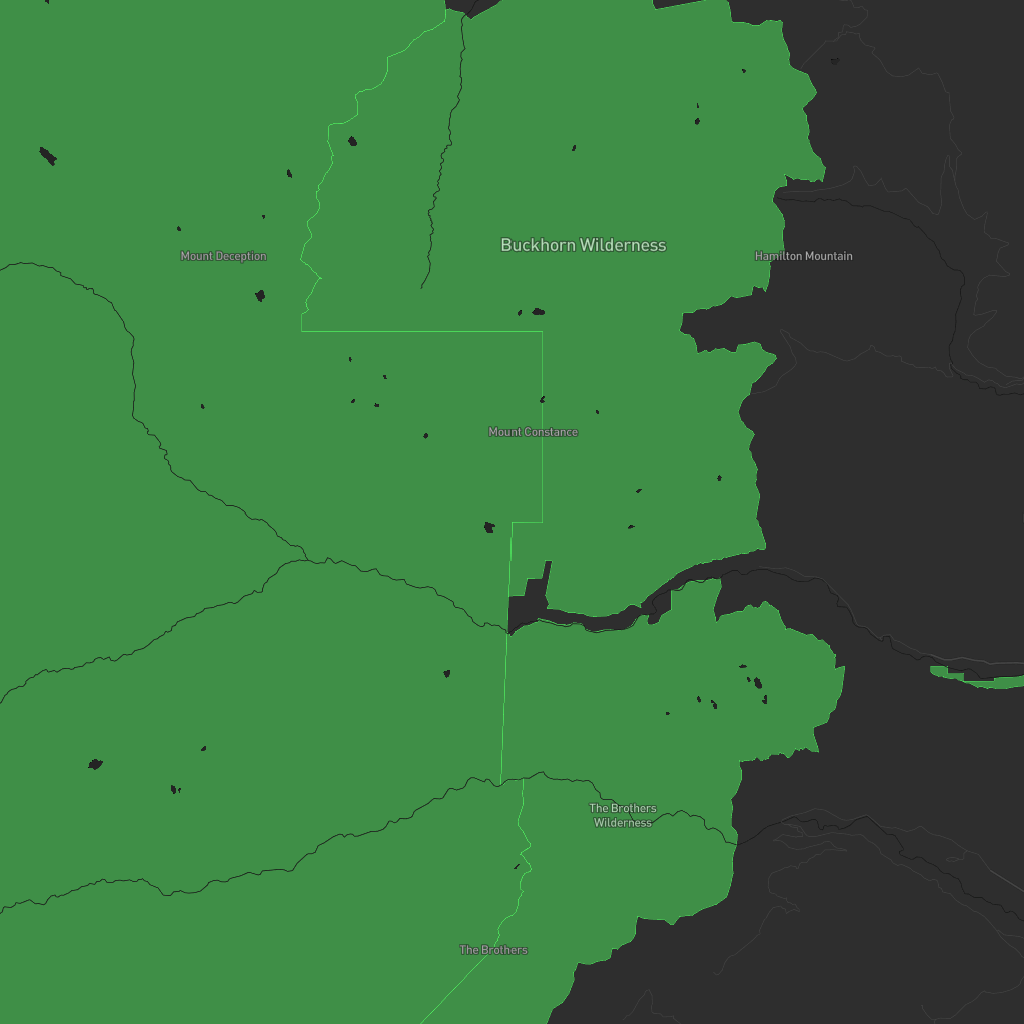 Buckhorn Wilderness
Mount Deception
Hamilton Mountain
Mount Constance
The Brothers
Wilderness
The Brothers